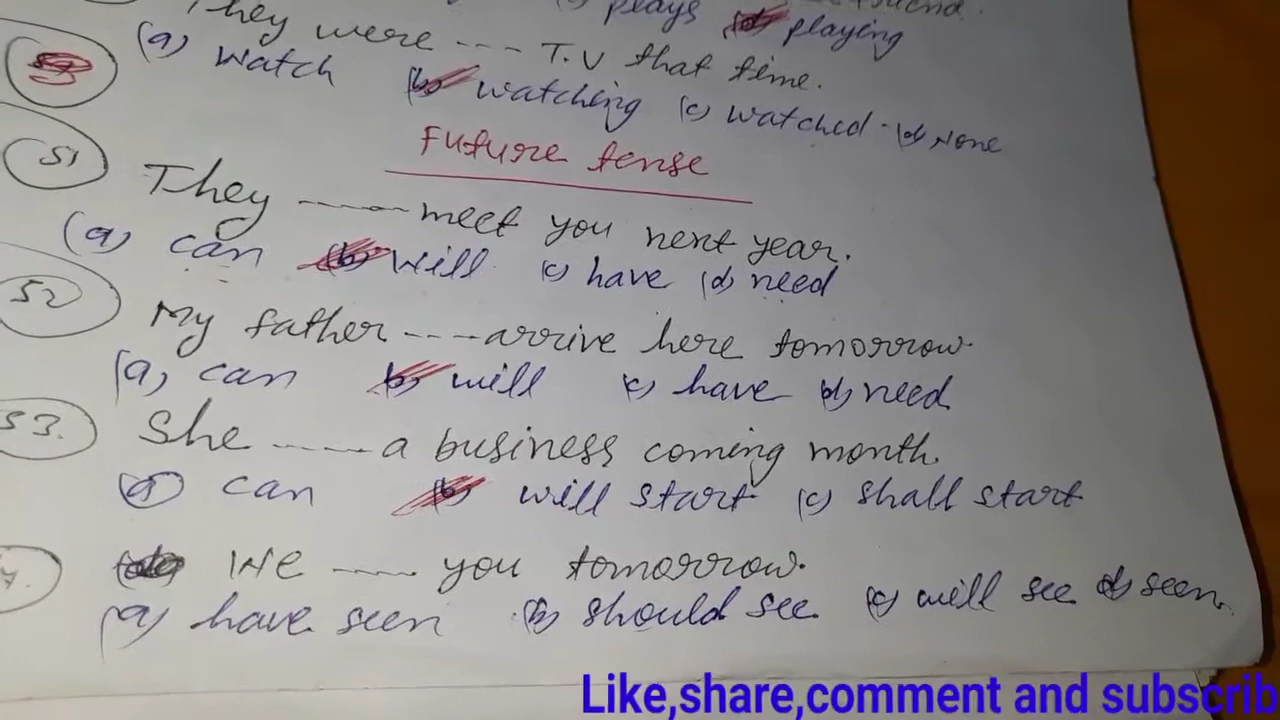 (c) plays (d) playing
They were ---- T.V that time.
(a) watch (b) watching (c) watched (d) None
Future tense
51 They ------- meet you next year.
(a) can (b) will (c) have (d) need
52 My father ---- arrive here tomorrow.
(a) can (b) will (c) have (d) need
53. She ------ a business coming month.
(a) can (b) will start (c) shall start
We ------ you tomorrow.
(a) have seen (b) should see (c) will see (d) seen.
Like,share,comment and subscrib